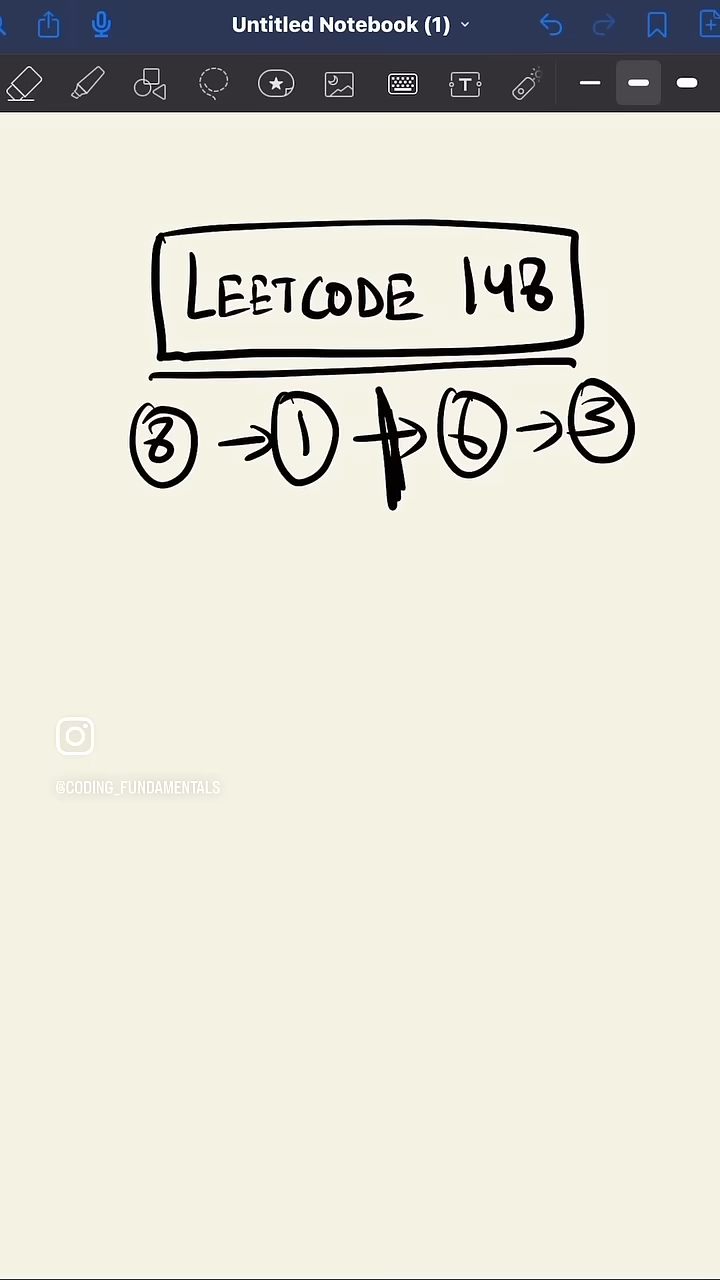 Untitled Notebook (1)
T
LEETCODE 148
8 → 1 → 6 → 3
@CODING_FUNDAMENTALS